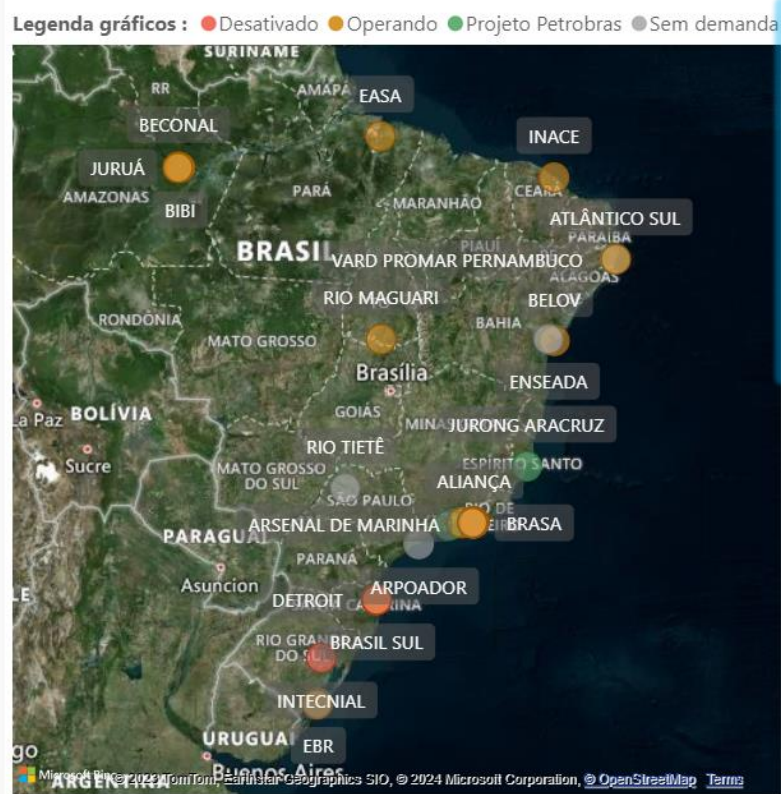 Legenda gráficos : Desativado Operando Projeto Petrobras Sem demanda
SURINAME
RR
AMAPÁ
EASA
BECONAL
INACE
JURUÁ
CEARÁ
AMAZONAS
PARÁ
MARANHÃO
BIBI
ATLÂNTICO SUL
PARAÍBA
BRASIL
PIAUÍ
VARD PROMAR PERNAMBUCO
ALAGOAS
RIO MAGUARI
BELOV
RONDÔNIA
BAHIA
MATO GROSSO
Brasília
ENSEADA
La Paz
BOLÍVIA
GOIÁS
MINAS
JURONG ARACRUZ
RIO TIETÊ
Sucre
MATO GROSSO
DO SUL
ESPÍRITO SANTO
ALIANÇA
SÃO PAULO
RIO DE
ARSENAL DE MARINHA
BRASA
PARAGUAI
PARANÁ
Asuncion
ARPOADOR
DETROIT
RIO GRANDE
DO SUL
BRASIL SUL
INTECNIAL
URUGUAI
EBR
Buenos Aires
ARGENTINA
Microsoft Bing
TomTom, Earthstar Geographics SIO, © 2024 Microsoft Corporation, © OpenStreetMap Terms